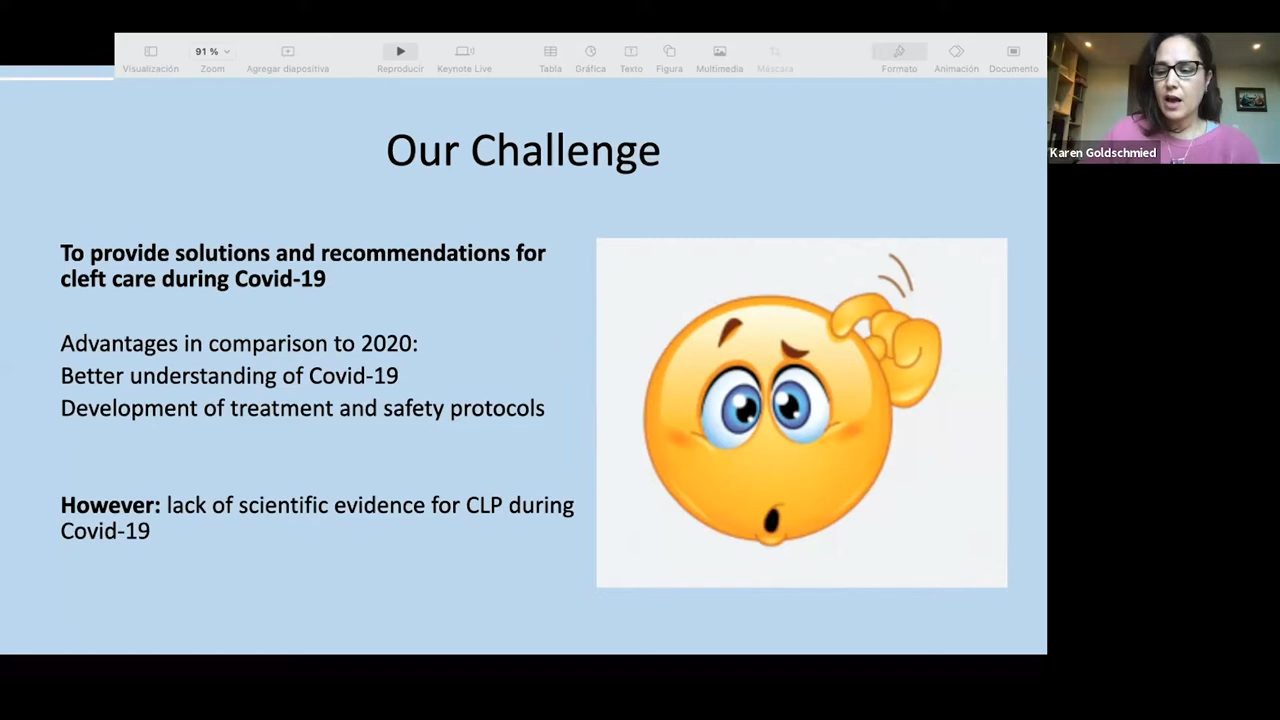 91 %
Visualización
Zoom
Agregar diapositiva
Reproducir
Keynote Live
Tabla
Gráfica
Texto
Figura
Multimedia
Máscara
Formato
Animación
Documento
Karen Goldschmied
Our Challenge
To provide solutions and recommendations for
cleft care during Covid-19
Advantages in comparison to 2020:
Better understanding of Covid-19
Development of treatment and safety protocols
However: lack of scientific evidence for CLP during
Covid-19